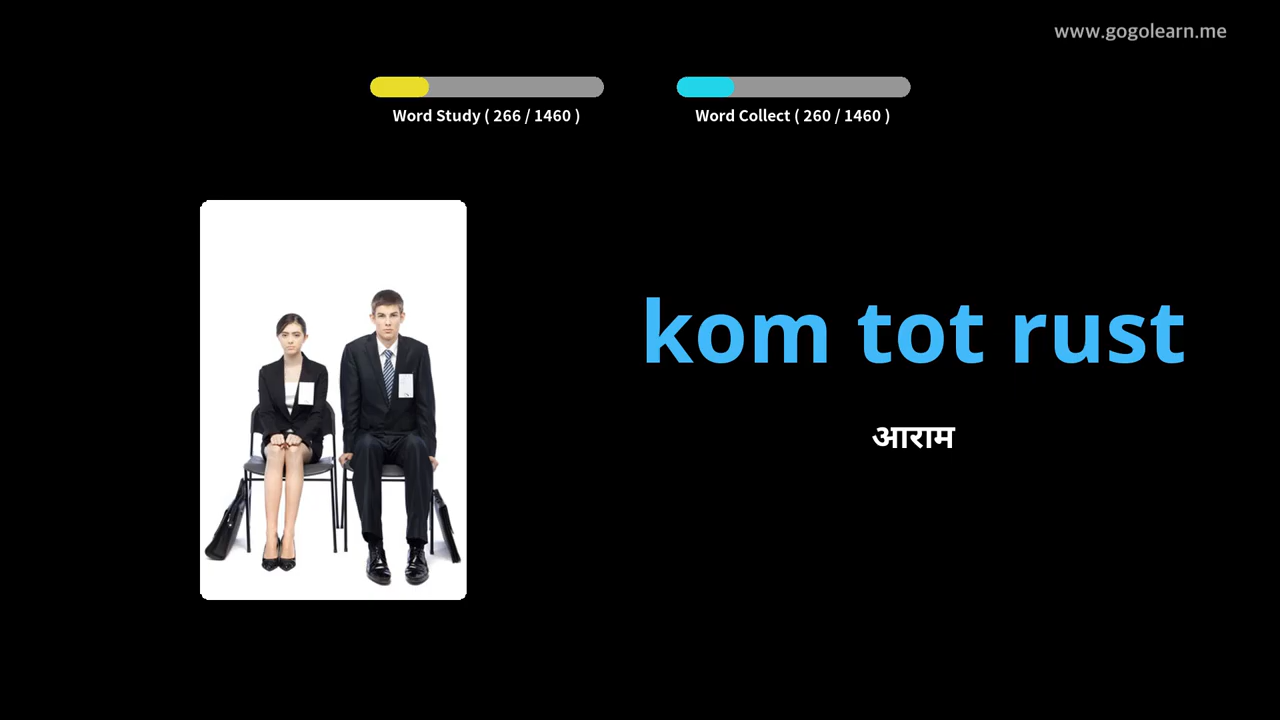 www.gogolearn.me
Word Study ( 266 / 1460 )
Word Collect ( 260 / 1460 )
kom tot rust
आराम